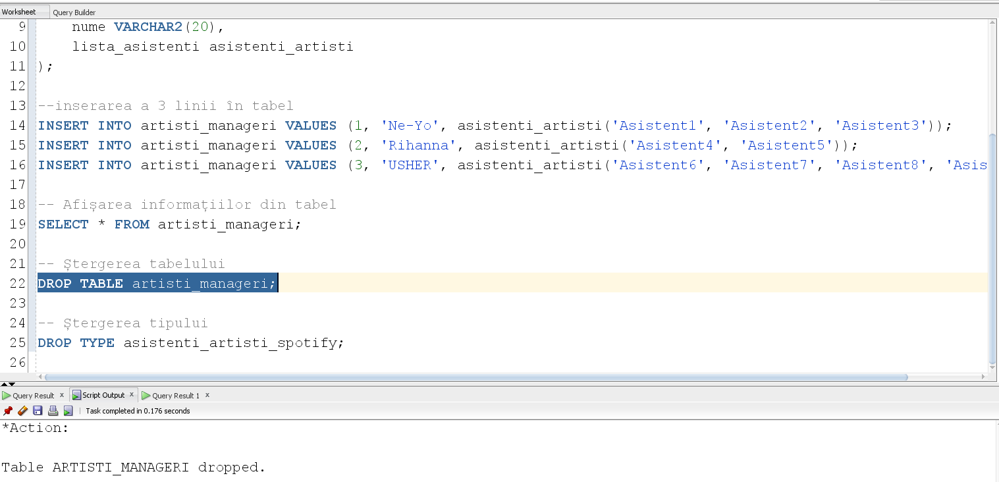 Worksheet Query Builder
9 nume VARCHAR2(20),
10 lista_asistenti asistenti_artisti
11 );
12
13 --inserarea a 3 linii în tabel
14 INSERT INTO artisti_manageri VALUES (1, 'Ne-Yo', asistenti_artisti('Asistent1', 'Asistent2', 'Asistent3'));
15 INSERT INTO artisti_manageri VALUES (2, 'Rihanna', asistenti_artisti('Asistent4', 'Asistent5'));
16 INSERT INTO artisti_manageri VALUES (3, 'USHER', asistenti_artisti('Asistent6', 'Asistent7', 'Asistent8', 'Asis
17
18 -- Afișarea informațiilor din tabel
19 SELECT * FROM artisti_manageri;
20
21 -- Ștergerea tabelului
22 DROP TABLE artisti_manageri;
23
24 -- Ștergerea tipului
25 DROP TYPE asistenti_artisti_spotify;
26
Query Result x Script Output x Query Result 1 x
Task completed in 0.176 seconds
*Action:
Table ARTISTI_MANAGERI dropped.